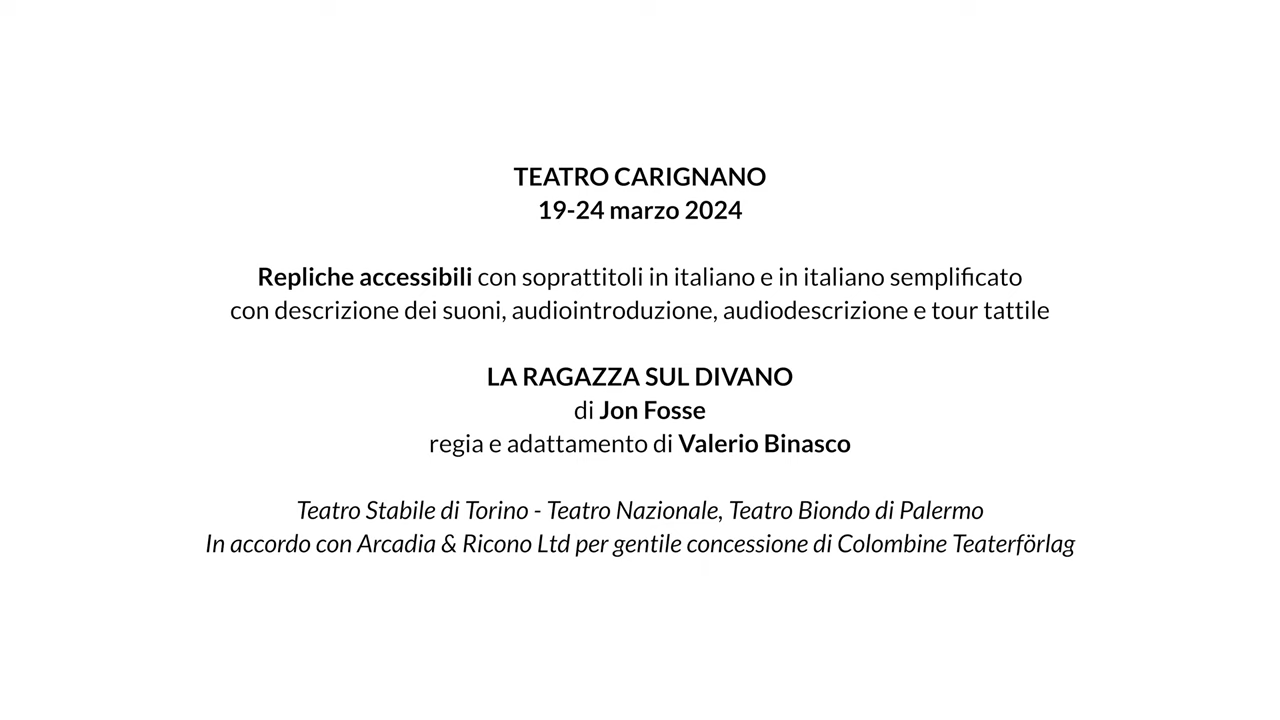 TEATRO CARIGNANO
19-24 marzo 2024
Repliche accessibili con soprattitoli in italiano e in italiano semplificato
con descrizione dei suoni, audiointroduzione, audiodescrizione e tour tattile
LA RAGAZZA SUL DIVANO
di Jon Fosse
regia e adattamento di Valerio Binasco
Teatro Stabile di Torino - Teatro Nazionale, Teatro Biondo di Palermo
In accordo con Arcadia & Ricono Ltd per gentile concessione di Colombine Teaterförlag